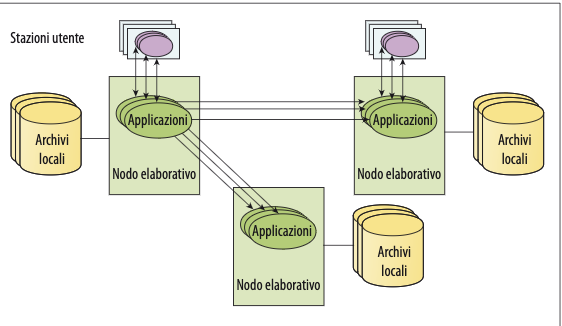 Stazioni utente
Applicazioni
Applicazioni
Archivi
locali
Archivi
locali
Nodo elaborativo
Nodo elaborativo
Applicazioni
Archivi
locali
Nodo elaborativo